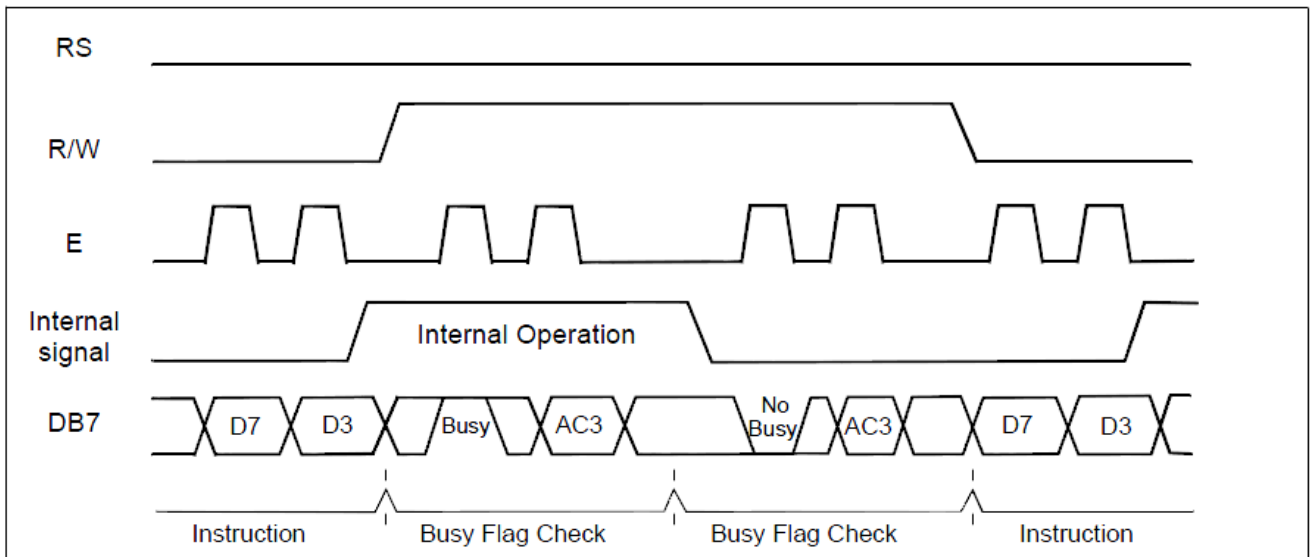 RS
R/W
E
Internal
signal
Internal Operation
DB7
D7
D3
Busy
AC3
No
Busy
AC3
D7
D3
Instruction
Busy Flag Check
Busy Flag Check
Instruction